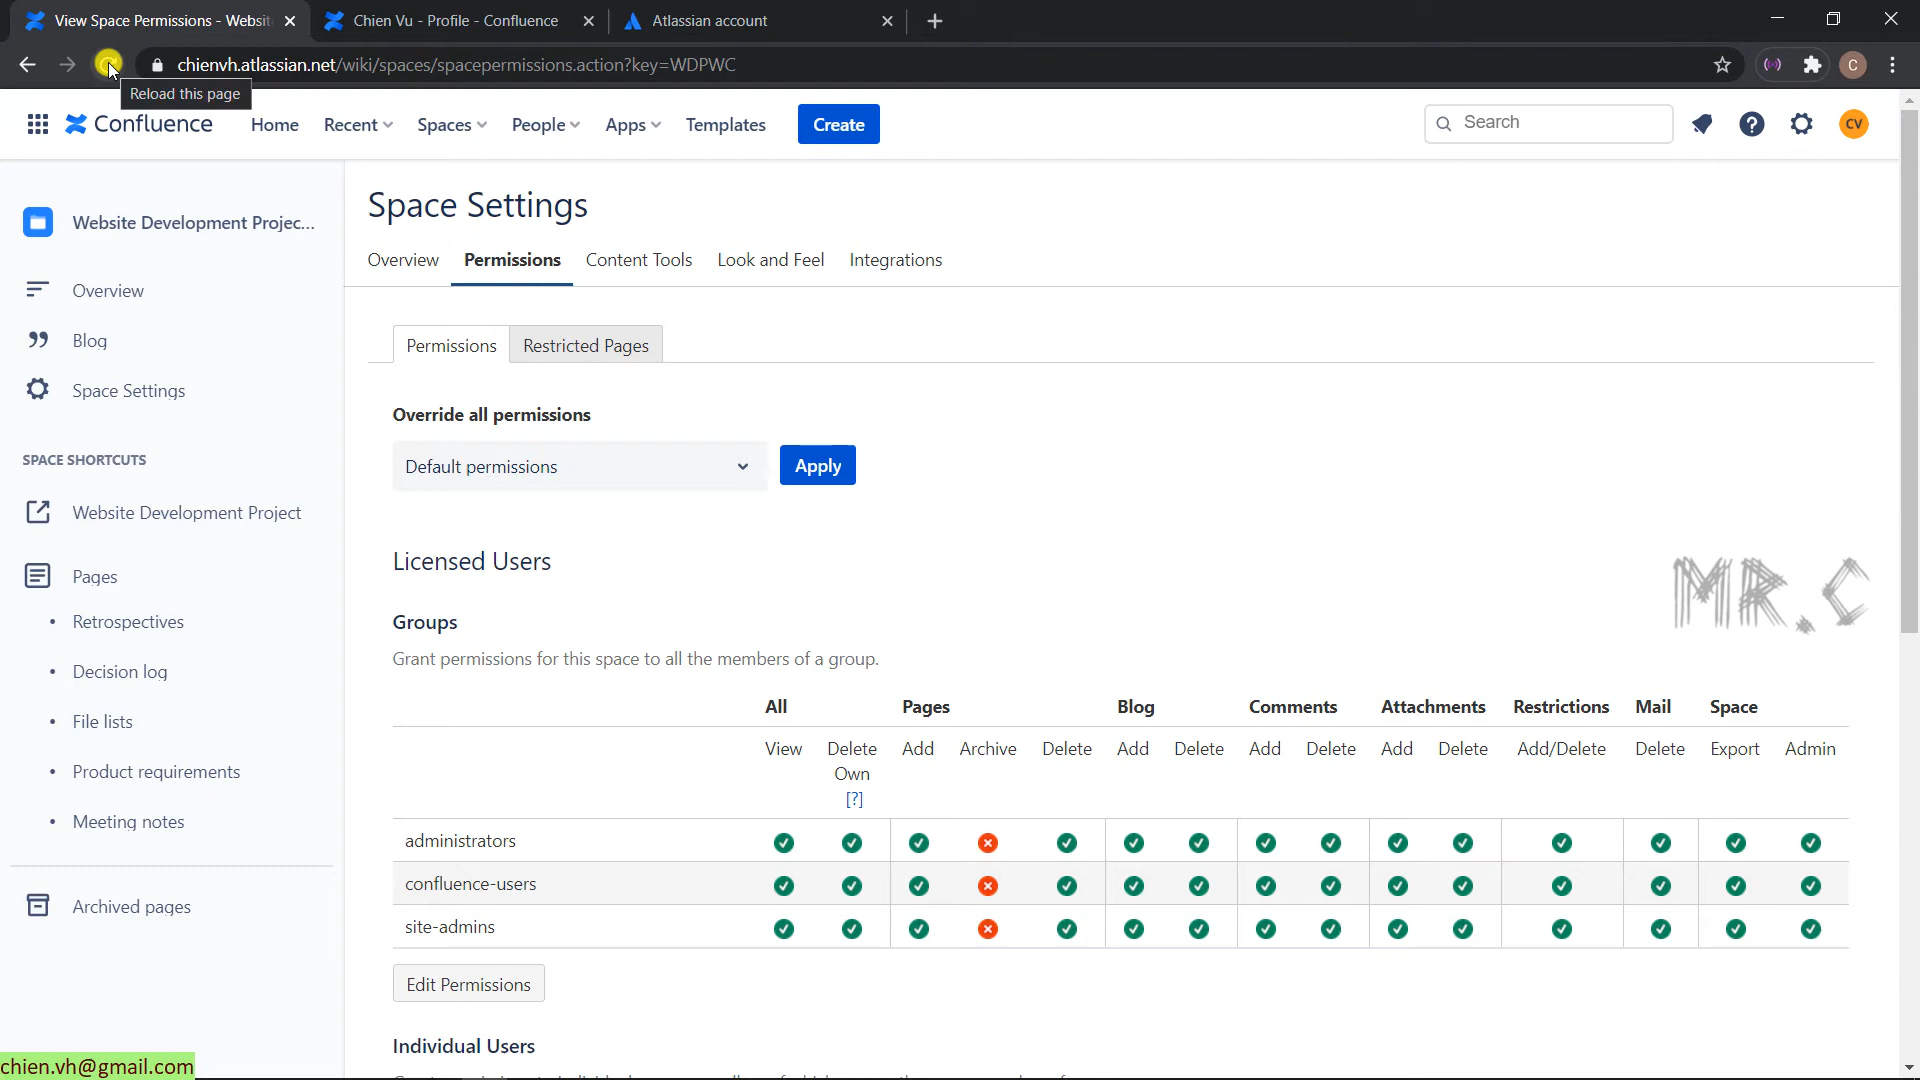 View Space Permissions - Websit
Chien Vu - Profile - Confluence
Atlassian account
chienvh.atlassian.net/wiki/spaces/spacepermissions.action?key=WDPWC
C
Reload this page
Confluence
Home
Recent
Spaces
People
Apps
Templates
Create
Search
CV
Website Development Projec...
Overview
Blog
Space Settings
SPACE SHORTCUTS
Website Development Project
Pages
• Retrospectives
• Decision log
• File lists
• Product requirements
• Meeting notes
Archived pages
Space Settings
Overview Permissions Content Tools Look and Feel Integrations
Permissions Restricted Pages
Override all permissions
Default permissions
Apply
Licensed Users
MR.C
Groups
Grant permissions for this space to all the members of a group.
All Pages Blog Comments Attachments Restrictions Mail Space
View Delete Own [?] Add Archive Delete Add Delete Add Delete Add Delete Add/Delete Delete Export Admin
administrators
confluence-users
site-admins
Edit Permissions
Individual Users
chien.vh@gmail.com